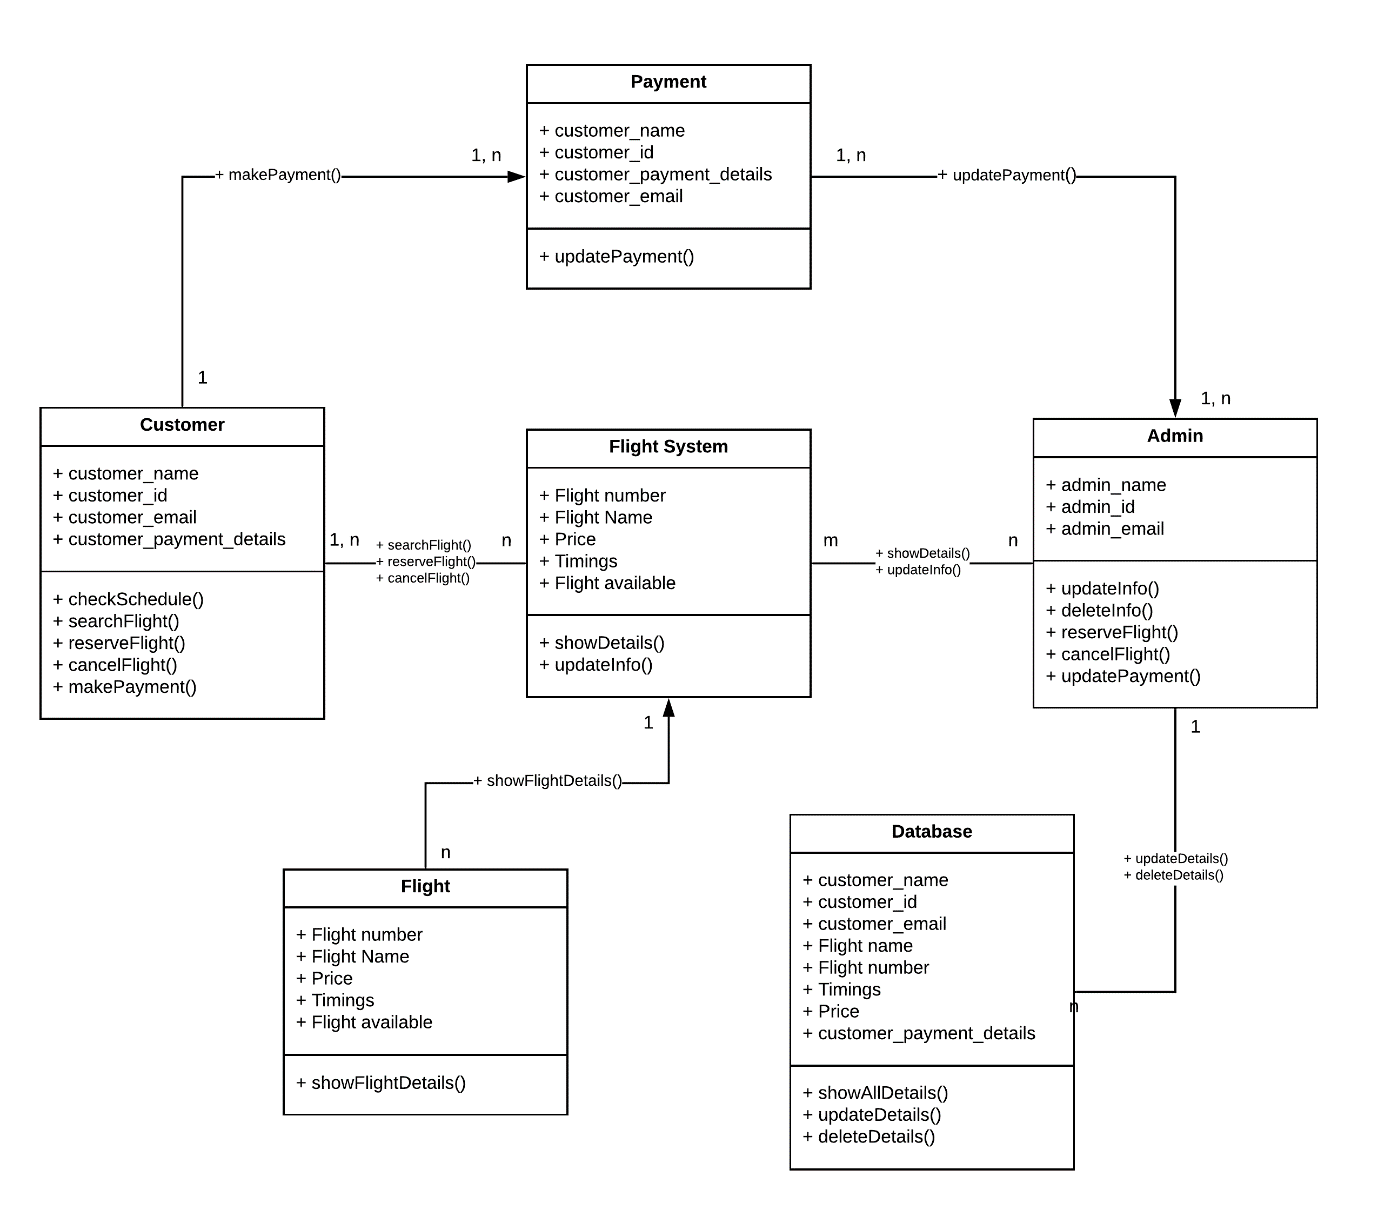 Payment
+ customer_name
+ customer_id
+ customer_payment_details
+ customer_email
+ updatePayment()
1, n
+ makePayment()
1
1, n
+ updatePayment()
1, n
Customer
+ customer_name
+ customer_id
+ customer_email
+ customer_payment_details
+ checkSchedule()
+ searchFlight()
+ reserveFlight()
+ cancelFlight()
+ makePayment()
1, n
+ searchFlight()
+ reserveFlight()
+ cancelFlight()
n
Flight System
+ Flight number
+ Flight Name
+ Price
+ Timings
+ Flight available
+ showDetails()
+ updateInfo()
m
+ showDetails()
+ updateInfo()
n
Admin
+ admin_name
+ admin_id
+ admin_email
+ updateInfo()
+ deleteInfo()
+ reserveFlight()
+ cancelFlight()
+ updatePayment()
1
+ showFlightDetails()
n
Flight
+ Flight number
+ Flight Name
+ Price
+ Timings
+ Flight available
+ showFlightDetails()
1
+ updateDetails()
+ deleteDetails()
n
Database
+ customer_name
+ customer_id
+ customer_email
+ Flight name
+ Flight number
+ Timings
+ Price
+ customer_payment_details
+ showAllDetails()
+ updateDetails()
+ deleteDetails()